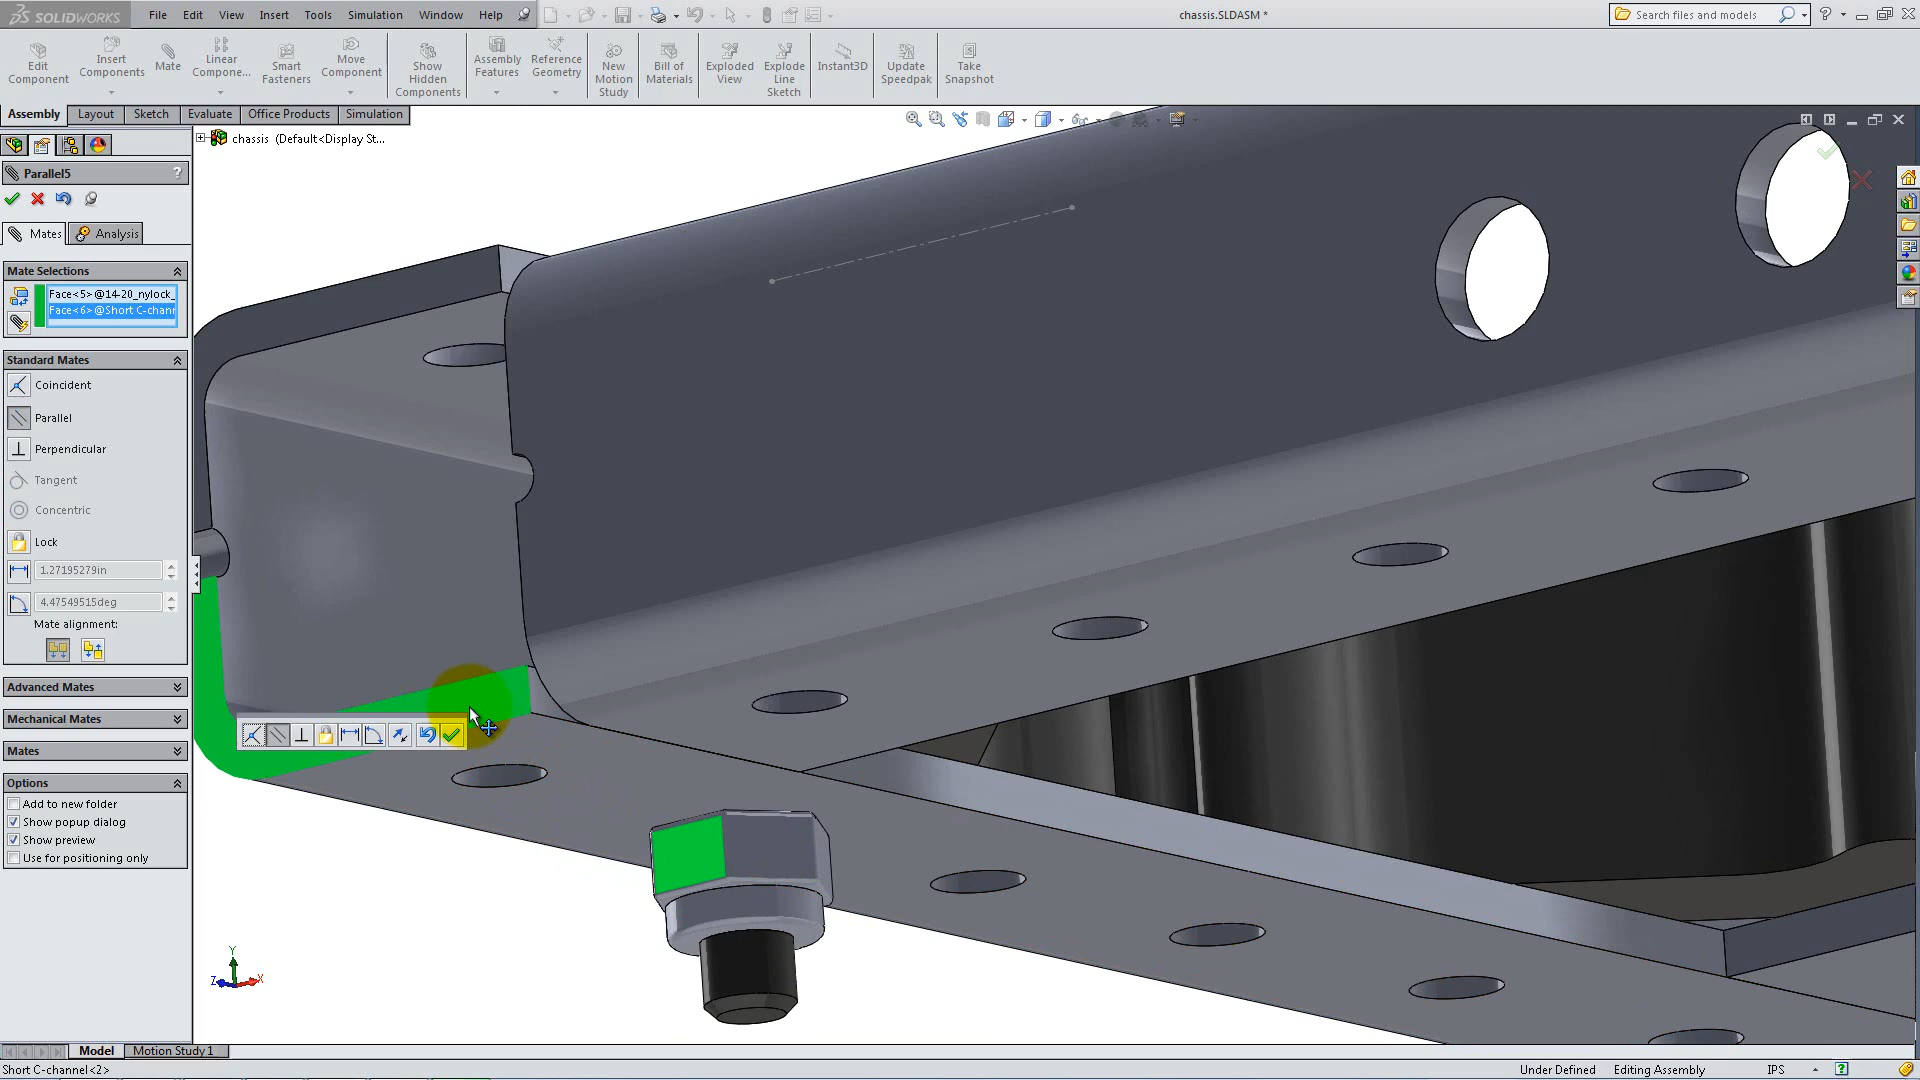 SOLIDWORKS
File Edit View Insert Tools Simulation Window Help
chassis.SLDASM *
Search files and models
Edit Component
Insert Components
Mate
Linear Compone...
Smart Fasteners
Move Component
Show Hidden Components
Assembly Features
Reference Geometry
New Motion Study
Bill of Materials
Exploded View
Explode Line Sketch
Instant3D
Update Speedpak
Take Snapshot
Assembly Layout Sketch Evaluate Office Products Simulation
chassis (Default<Display St...
Parallel5 ?
Mates Analysis
Mate Selections
Face<5>@14-20_nylock_
Face<6>@Short C-chann
Standard Mates
Coincident
Parallel
Perpendicular
Tangent
Concentric
Lock
1.27195279in
4.47549515deg
Mate alignment:
Advanced Mates
Mechanical Mates
Mates
Options
Add to new folder
Show popup dialog
Show preview
Use for positioning only
Y
Z
X
Model Motion Study 1
Short C-channel<2>
Under Defined Editing Assembly IPS